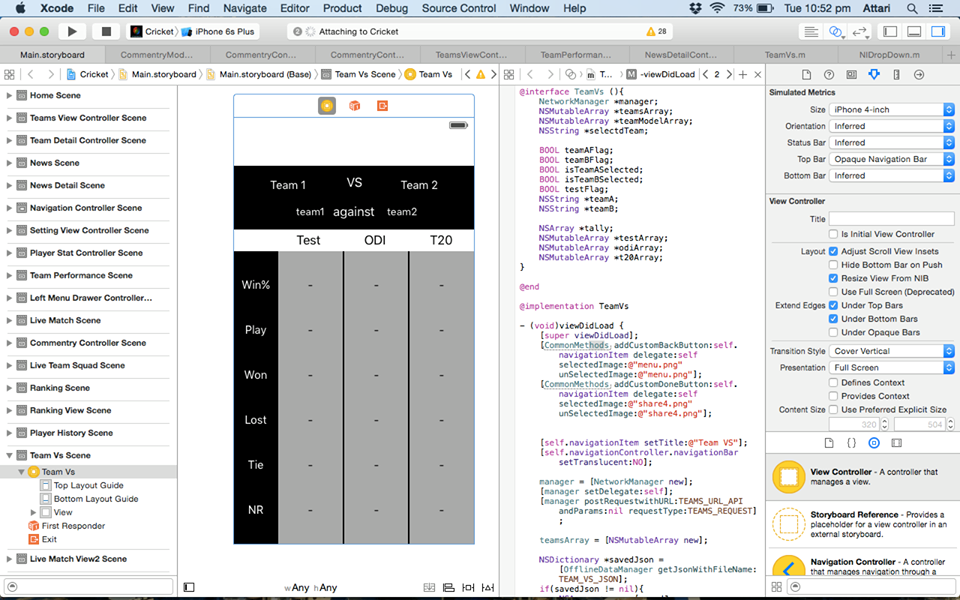 Xcode File Edit View Find Navigate Editor Product Debug Source Control Window Help 73% Tue 10:52 pm Attari
Cricket iPhone 6s Plus Attaching to Cricket 28
Main.storyboard CommentryMod... CommentryCon... CommentryCont... TeamsViewCont... TeamPerforman... NewsDetailCont... TeamVs.m NIDropDown.m
Cricket Main.storyboard Main.storyboard (Base) Team Vs Scene Team Vs T... M -viewDidLoad 2
Home Scene
Teams View Controller Scene
Team Detail Controller Scene
News Scene
News Detail Scene
Navigation Controller Scene
Setting View Controller Scene
Player Stat Controller Scene
Team Performance Scene
Left Menu Drawer Controller...
Live Match Scene
Commentry Controller Scene
Live Team Squad Scene
Ranking Scene
Ranking View Scene
Player History Scene
Team Vs Scene
Team Vs
Top Layout Guide
Bottom Layout Guide
View
First Responder
Exit
Live Match View2 Scene
Team 1 VS Team 2
team1 against team2
Test ODI T20
Win% - - -
Play - - -
Won - - -
Lost - - -
Tie - - -
NR - - -
wAny hAny
@interface TeamVs (){
NetworkManager *manager;
NSMutableArray *teamsArray;
NSMutableArray *teamModelArray;
NSString *selectdTeam;
BOOL teamAFlag;
BOOL teamBFlag;
BOOL isTeamASelected;
BOOL isTeamBSelected;
BOOL testFlag;
NSString *teamA;
NSString *teamB;
NSArray *tally;
NSMutableArray *testArray;
NSMutableArray *odiArray;
NSMutableArray *t20Array;
}
@end
@implementation TeamVs
- (void)viewDidLoad {
[super viewDidLoad];
[CommonMethods addCustomBackButton:self.
navigationItem delegate:self
selectedImage:@"menu.png"
unSelectedImage:@"menu.png"];
[CommonMethods addCustomDoneButton:self.
navigationItem delegate:self
selectedImage:@"share4.png"
unSelectedImage:@"share4.png"];
[self.navigationItem setTitle:@"Team VS"];
[self.navigationController.navigationBar
setTranslucent:NO];
manager = [NetworkManager new];
[manager setDelegate:self];
[manager postRequestwithURL:TEAMS_URL_API
andParams:nil requestType:TEAMS_REQUEST]
;
teamsArray = [NSMutableArray new];
NSDictionary *savedJson =
[OfflineDataManager getJsonWithFileName:
TEAM_VS_JSON];
if(savedJson != nil){
Simulated Metrics
Size iPhone 4-inch
Orientation Inferred
Status Bar Inferred
Top Bar Opaque Navigation Bar
Bottom Bar Inferred
View Controller
Title
Is Initial View Controller
Layout Adjust Scroll View Insets
Hide Bottom Bar on Push
Resize View From NIB
Use Full Screen (Deprecated)
Extend Edges Under Top Bars
Under Bottom Bars
Under Opaque Bars
Transition Style Cover Vertical
Presentation Full Screen
Defines Context
Provides Context
Content Size Use Preferred Explicit Size
320 504
View Controller - A controller that
manages a view.
Storyboard Reference - Provides a
placeholder for a view controller in an
external storyboard.
Navigation Controller - A controller
that manages navigation through a